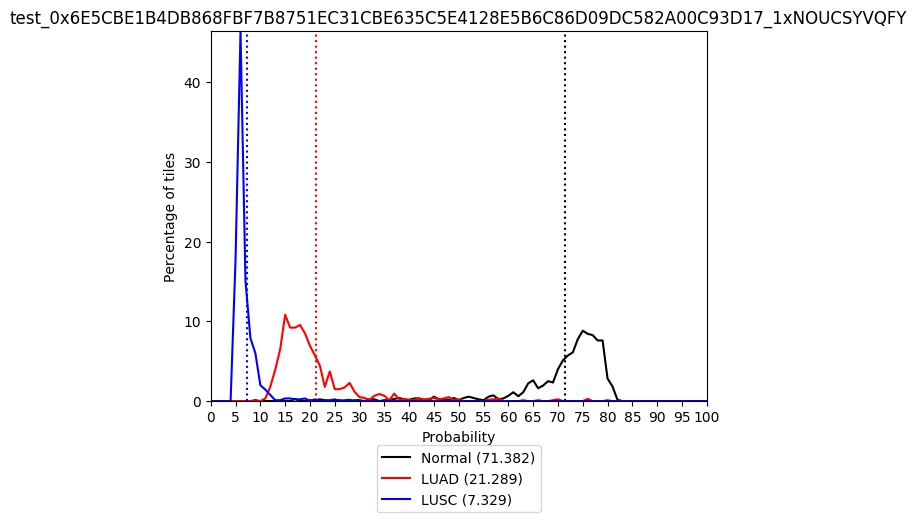 test_0x6E5CBE1B4DB868FBF7B8751EC31CBE635C5E4128E5B6C86D09DC582A00C93D17_1xNOUCSYVQFY
40
30
20
10
0
Percentage of tiles
0 5 10 15 20 25 30 35 40 45 50 55 60 65 70 75 80 85 90 95 100
Probability
Normal (71.382)
LUAD (21.289)
LUSC (7.329)